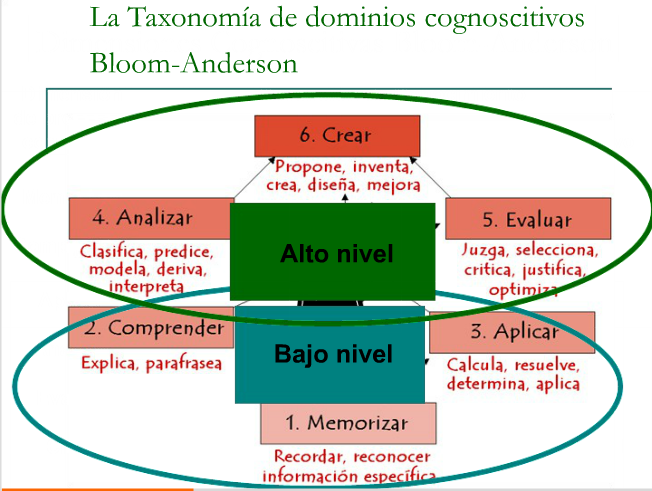 La Taxonomía de dominios cognoscitivos
Bloom-Anderson
6. Crear
Propone, inventa,
crea, diseña, mejora
4. Analizar
Clasifica, predice,
modela, deriva,
interpreta
Alto nivel
5. Evaluar
Juzga, selecciona,
critica, justifica,
optimiza
2. Comprender
Explica, parafrasea
Bajo nivel
3. Aplicar
Calcula, resuelve,
determina, aplica
1. Memorizar
Recordar, reconocer
información específica